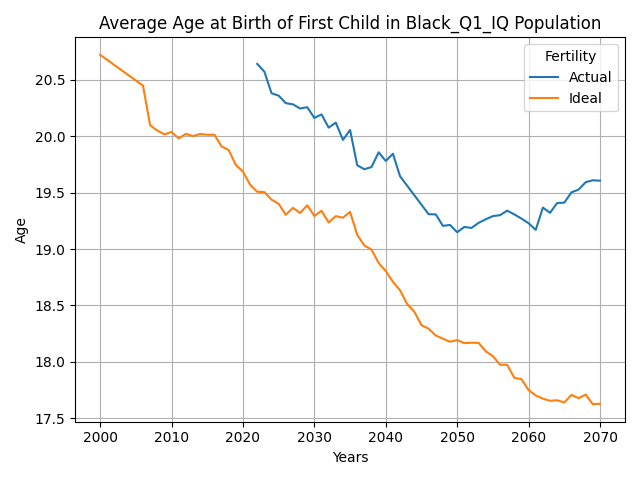 Average Age at Birth of First Child in Black_Q1_IQ Population
Fertility
Actual
Ideal
20.5
20.0
19.5
19.0
18.5
18.0
17.5
Age
2000 2010 2020 2030 2040 2050 2060 2070
Years